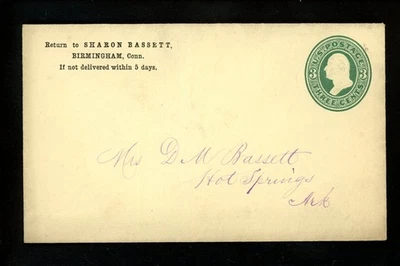 Return to SHARON BASSETT,
BIRMINGHAM, Conn.
If not delivered within 5 days.
U.S. POSTAGE
3 3
THREE CENTS
Mrs D M Bassett
Hot Springs
Ark